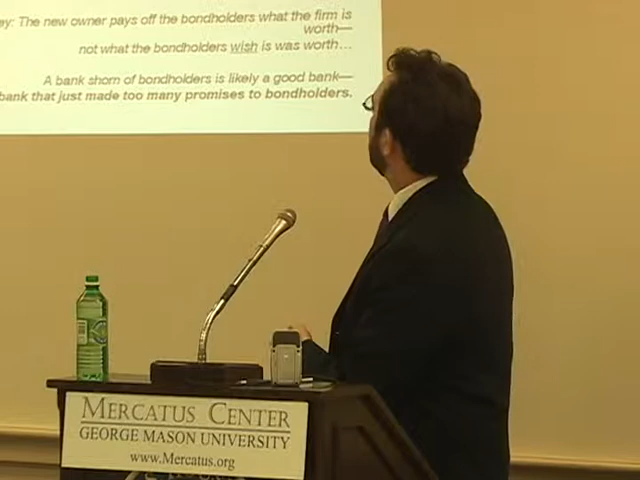 ey: The new owner pays off the bondholders what the firm is
worth—
not what the bondholders wish is was worth...
A bank shorn of bondholders is likely a good bank—
bank that just made too many promises to bondholders.
MERCATUS CENTER
GEORGE MASON UNIVERSITY
www.Mercatus.org